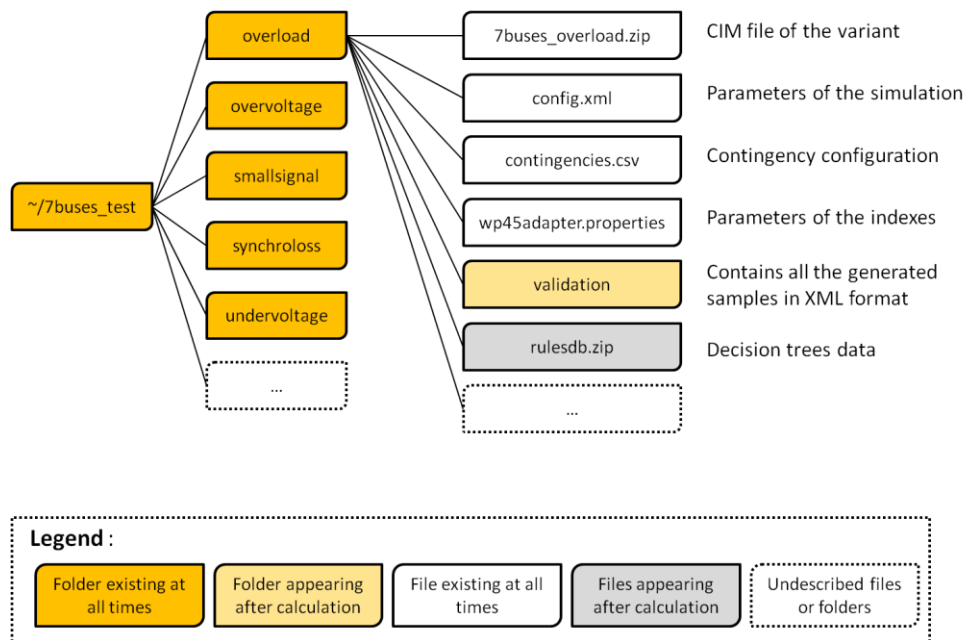 overload
7buses_overload.zip
CIM file of the variant
overvoltage
config.xml
Parameters of the simulation
smallsignal
contingencies.csv
Contingency configuration
~/7buses_test
wp45adapter.properties
Parameters of the indexes
synchroloss
validation
Contains all the generated
samples in XML format
undervoltage
rulesdb.zip
Decision trees data
...
...
Legend :
Folder existing at
all times
Folder appearing
after calculation
File existing at all
times
Files appearing
after calculation
Undescribed files
or folders